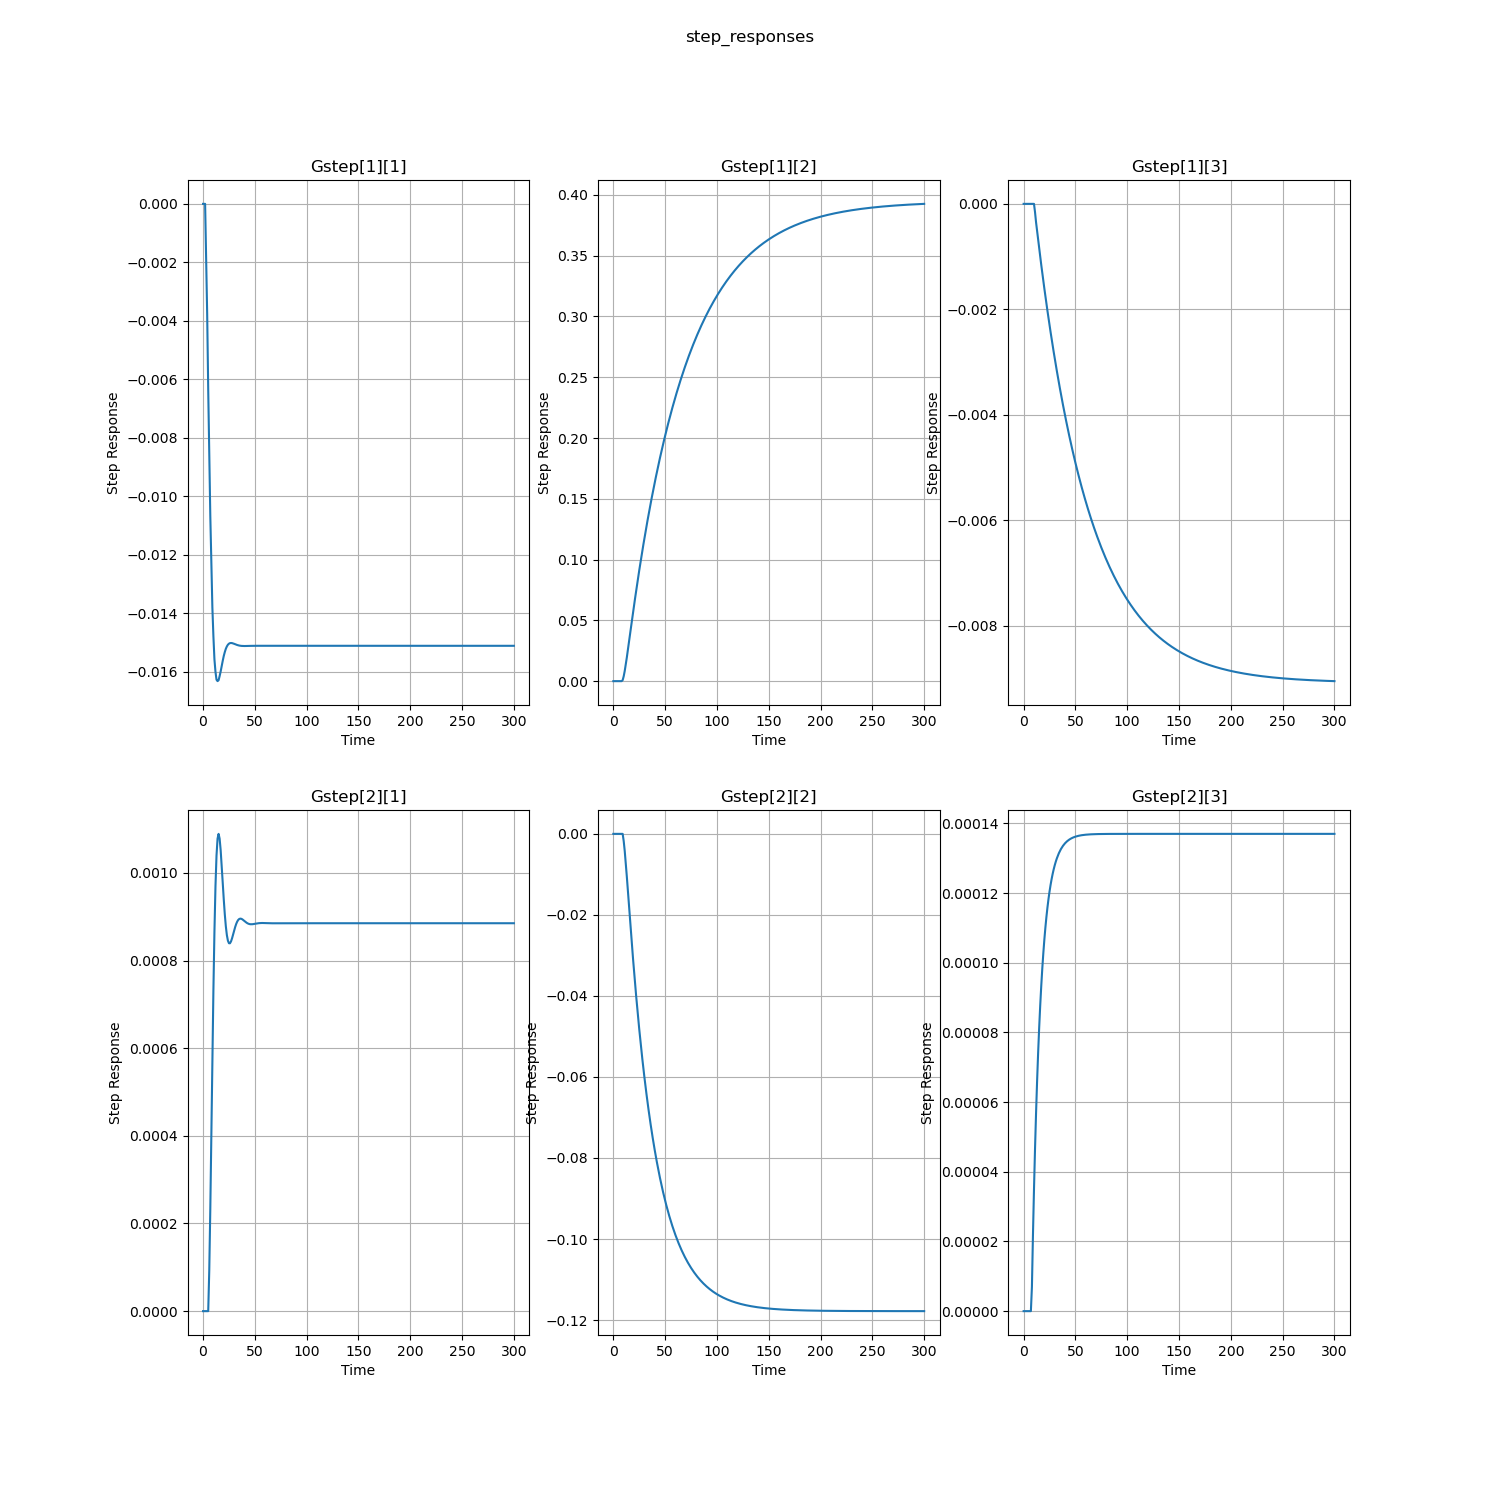 step_responses
Gstep[1][1]
Gstep[1][2]
Gstep[1][3]
0.000
−0.002
−0.004
−0.006
−0.008
−0.010
−0.012
−0.014
−0.016
Step Response
0 50 100 150 200 250 300
Time
0.40
0.35
0.30
0.25
0.20
0.15
0.10
0.05
0.00
Step Response
0 50 100 150 200 250 300
Time
0.000
−0.002
−0.004
−0.006
−0.008
Step Response
0 50 100 150 200 250 300
Time
Gstep[2][1]
Gstep[2][2]
Gstep[2][3]
0.0010
0.0008
0.0006
0.0004
0.0002
0.0000
Step Response
0 50 100 150 200 250 300
Time
0.00
−0.02
−0.04
−0.06
−0.08
−0.10
−0.12
Step Response
0 50 100 150 200 250 300
Time
0.00014
0.00012
0.00010
0.00008
0.00006
0.00004
0.00002
0.00000
Step Response
0 50 100 150 200 250 300
Time